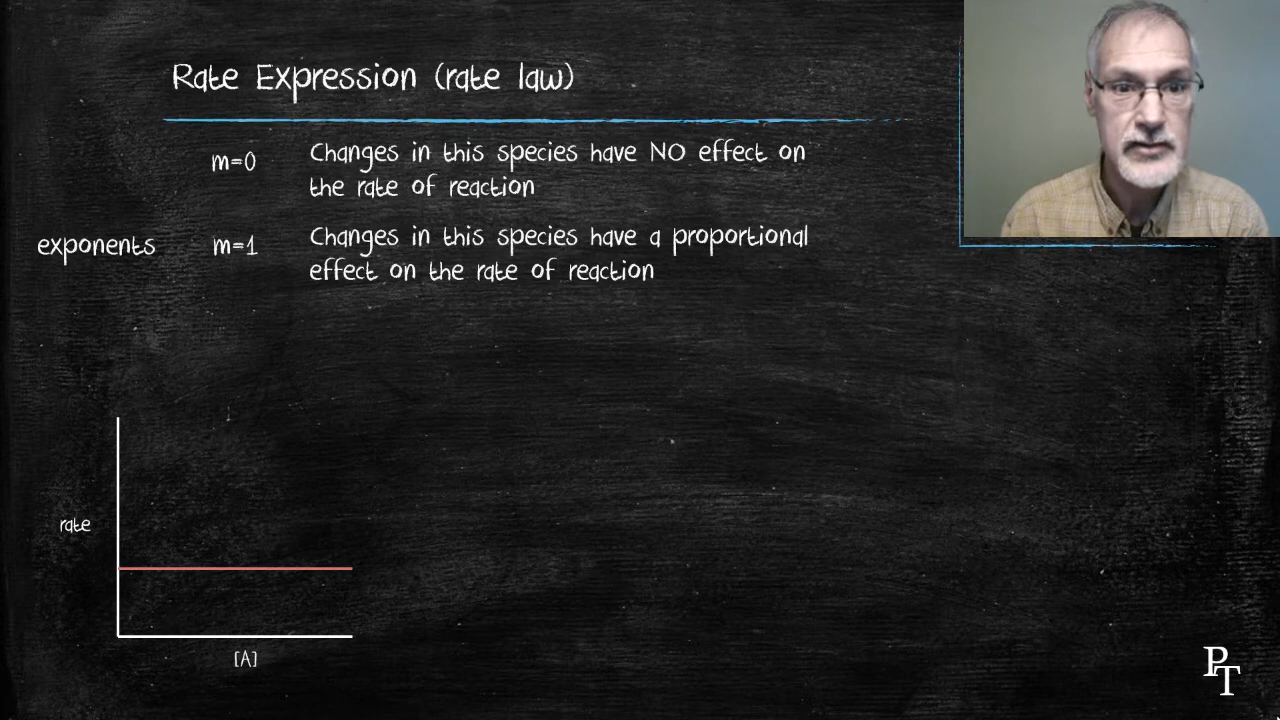 Rate Expression (rate law)
m=0
Changes in this species have NO effect on
the rate of reaction
exponents
m=1
Changes in this species have a proportional
effect on the rate of reaction
rate
[A]
PT